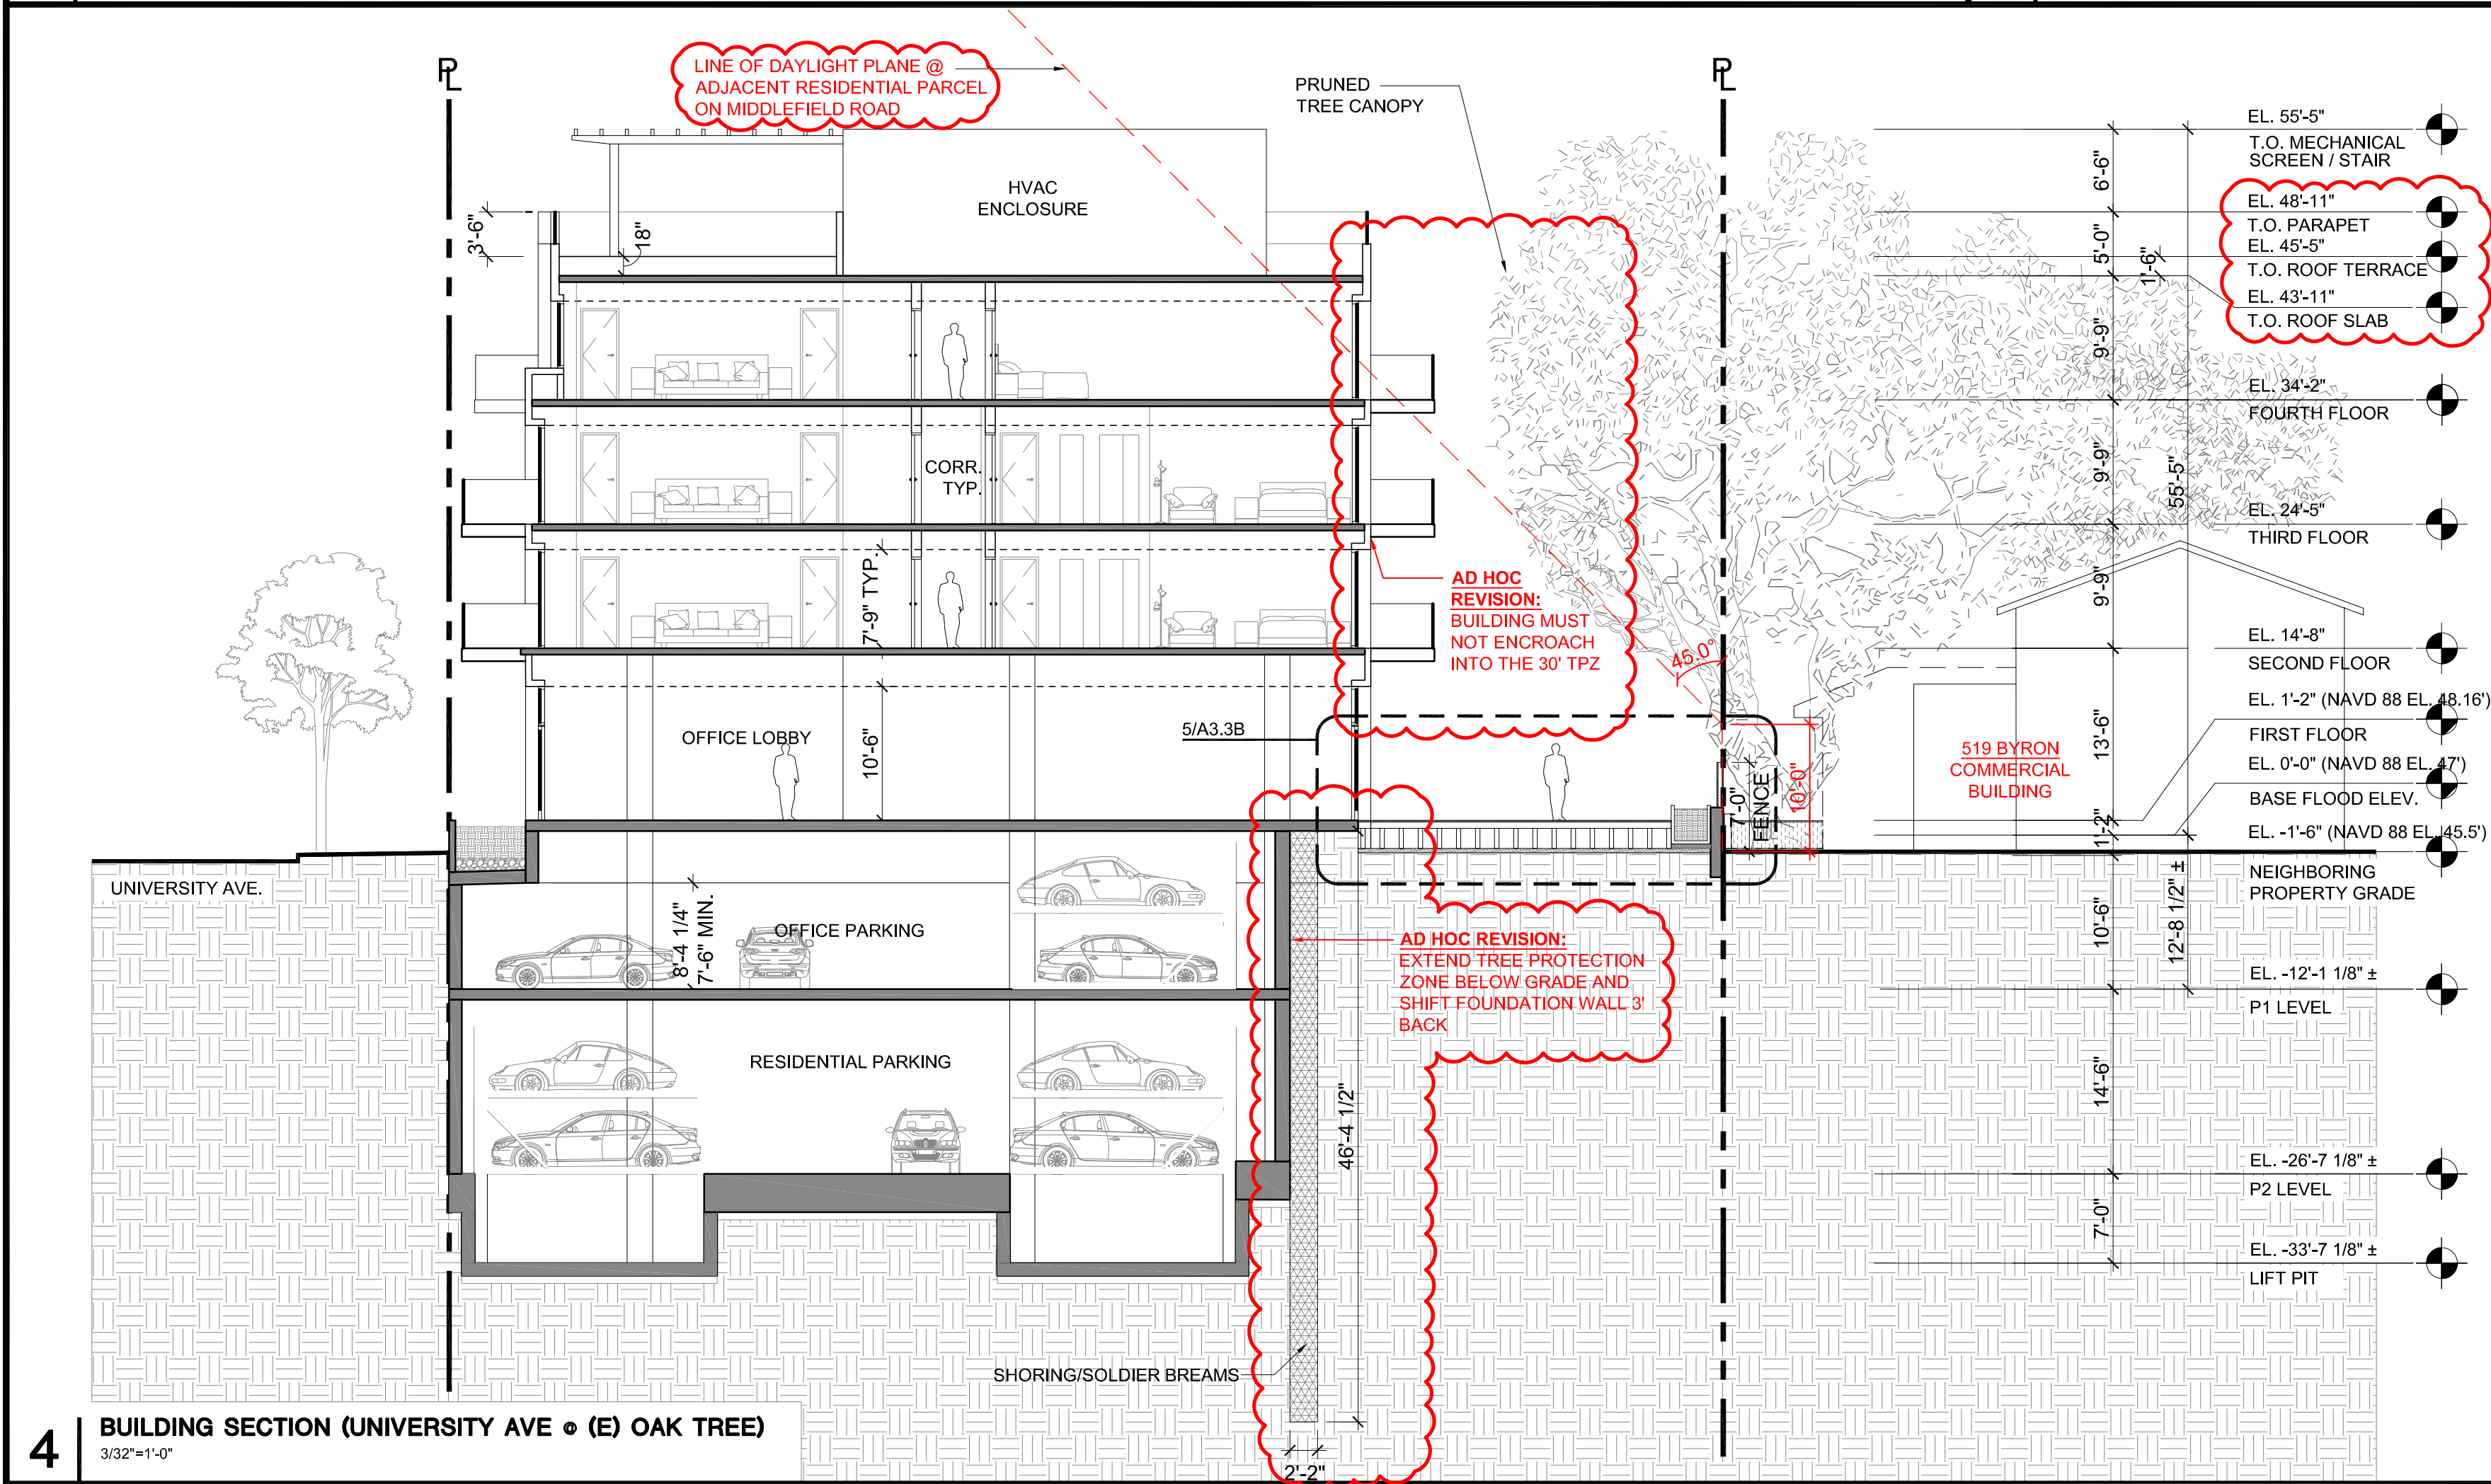 PL
LINE OF DAYLIGHT PLANE @
ADJACENT RESIDENTIAL PARCEL
ON MIDDLEFIELD ROAD
PRUNED
TREE CANOPY
PL
HVAC
ENCLOSURE
3'-6"
18"
CORR.
TYP.
7'-9" TYP.
OFFICE LOBBY
10'-6"
5/A3.3B
AD HOC
REVISION:
BUILDING MUST
NOT ENCROACH
INTO THE 30' TPZ
45.0°
7'-0"
FENCE
10'-0"
519 BYRON
COMMERCIAL
BUILDING
6'-6"
5'-0"
1'-6"
9'-9"
9'-9"
55'-5"
9'-9"
13'-6"
1'-2"
10'-6"
12'-8 1/2" ±
14'-6"
7'-0"
EL. 55'-5"
T.O. MECHANICAL
SCREEN / STAIR
EL. 48'-11"
T.O. PARAPET
EL. 45'-5"
T.O. ROOF TERRACE
EL. 43'-11"
T.O. ROOF SLAB
EL. 34'-2"
FOURTH FLOOR
EL. 24'-5"
THIRD FLOOR
EL. 14'-8"
SECOND FLOOR
EL. 1'-2" (NAVD 88 EL. 48.16')
FIRST FLOOR
EL. 0'-0" (NAVD 88 EL. 47')
BASE FLOOD ELEV.
EL. -1'-6" (NAVD 88 EL. 45.5')
NEIGHBORING
PROPERTY GRADE
EL. -12'-1 1/8" ±
P1 LEVEL
EL. -26'-7 1/8" ±
P2 LEVEL
EL. -33'-7 1/8" ±
LIFT PIT
UNIVERSITY AVE.
8'-4 1/4"
7'-6" MIN.
OFFICE PARKING
RESIDENTIAL PARKING
AD HOC REVISION:
EXTEND TREE PROTECTION
ZONE BELOW GRADE AND
SHIFT FOUNDATION WALL 3'
BACK
46'-4 1/2"
SHORING/SOLDIER BREAMS
2'-2"
4
BUILDING SECTION (UNIVERSITY AVE @ (E) OAK TREE)
3/32"=1'-0"